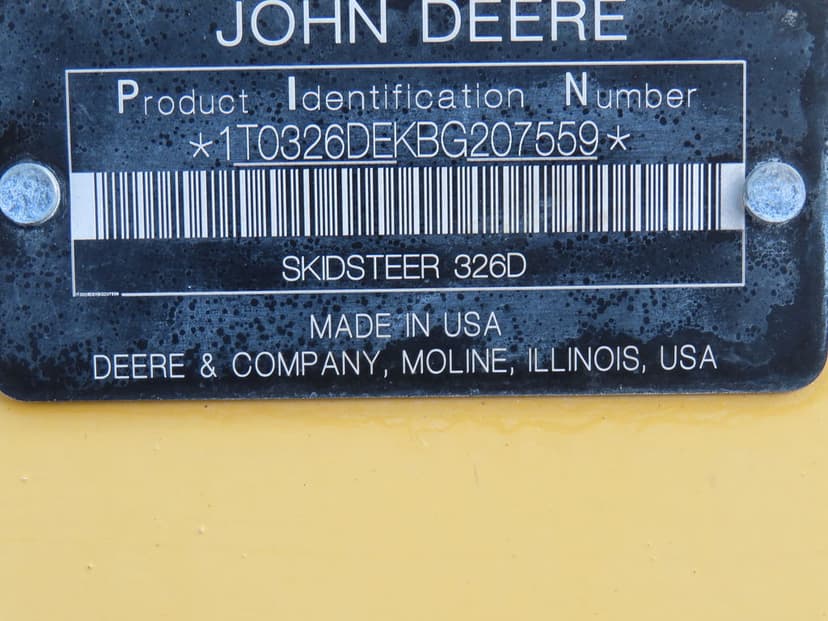 JOHN DEERE
Product Identification Number
*1T0326DEKBG207559*
SKIDSTEER 326D
MADE IN USA
DEERE & COMPANY, MOLINE, ILLINOIS, USA